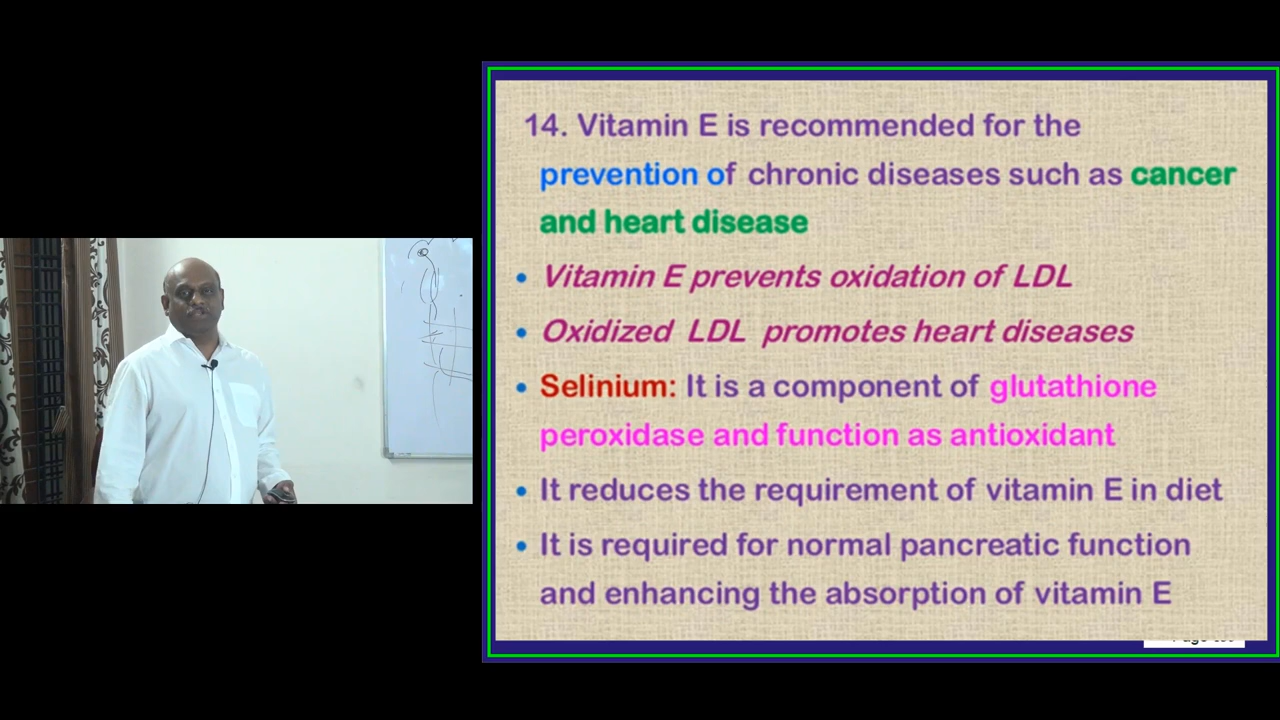 14. Vitamin E is recommended for the
prevention of chronic diseases such as cancer
and heart disease
• Vitamin E prevents oxidation of LDL
• Oxidized LDL promotes heart diseases
• Selinium: It is a component of glutathione
peroxidase and function as antioxidant
• It reduces the requirement of vitamin E in diet
• It is required for normal pancreatic function
and enhancing the absorption of vitamin E